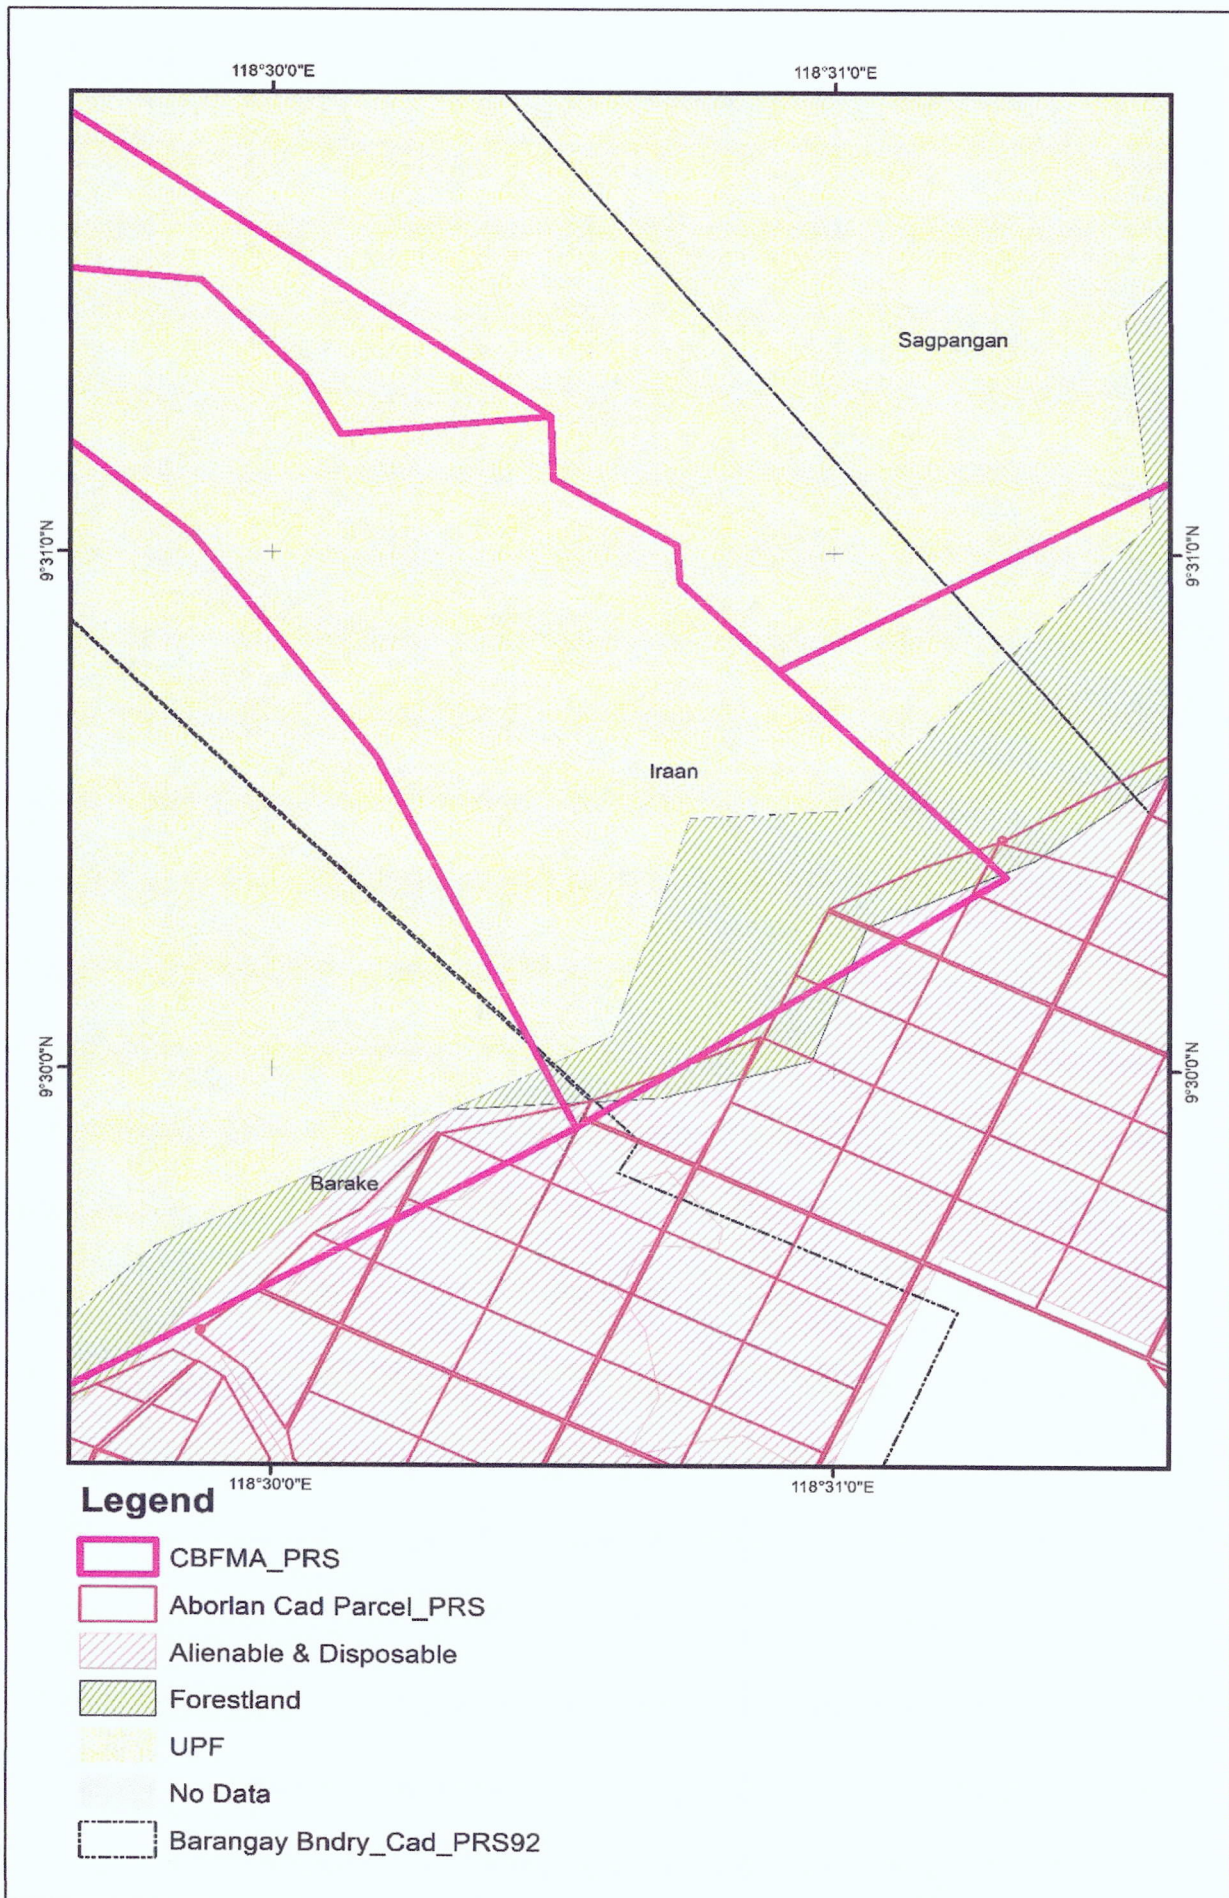 118°30'0"E
118°31'0"E
Sagpangan
9°31'0"N
9°31'0"N
Iraan
9°30'0"N
9°30'0"N
Barake
118°30'0"E
118°31'0"E
Legend
CBFMA_PRS
Aborlan Cad Parcel_PRS
Alienable & Disposable
Forestland
UPF
No Data
Barangay Bndry_Cad_PRS92